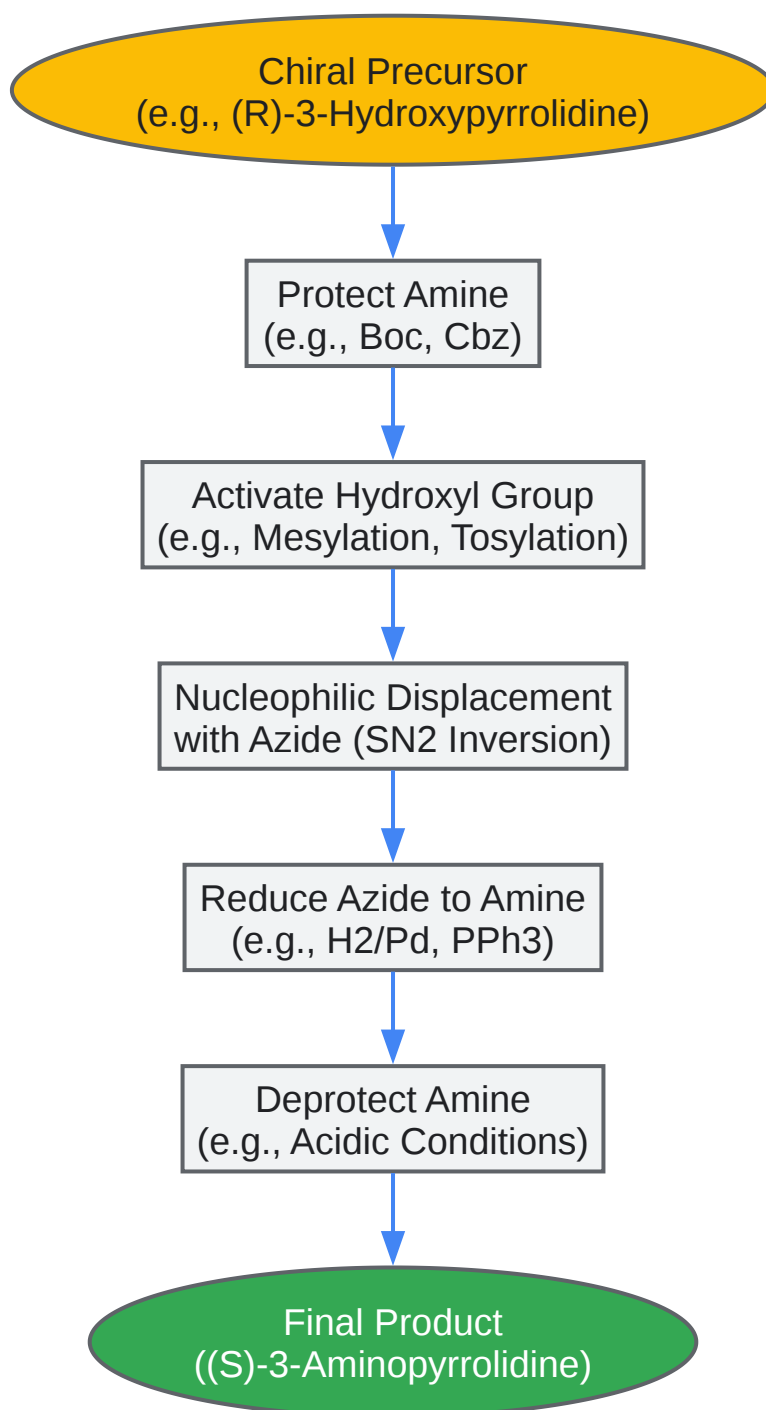 Chiral Precursor
(e.g., (R)-3-Hydroxypyrrolidine)
Protect Amine
(e.g., Boc, Cbz)
Activate Hydroxyl Group
(e.g., Mesylation, Tosylation)
Nucleophilic Displacement
with Azide (SN2 Inversion)
Reduce Azide to Amine
(e.g., H2/Pd, PPh3)
Deprotect Amine
(e.g., Acidic Conditions)
Final Product
((S)-3-Aminopyrrolidine)